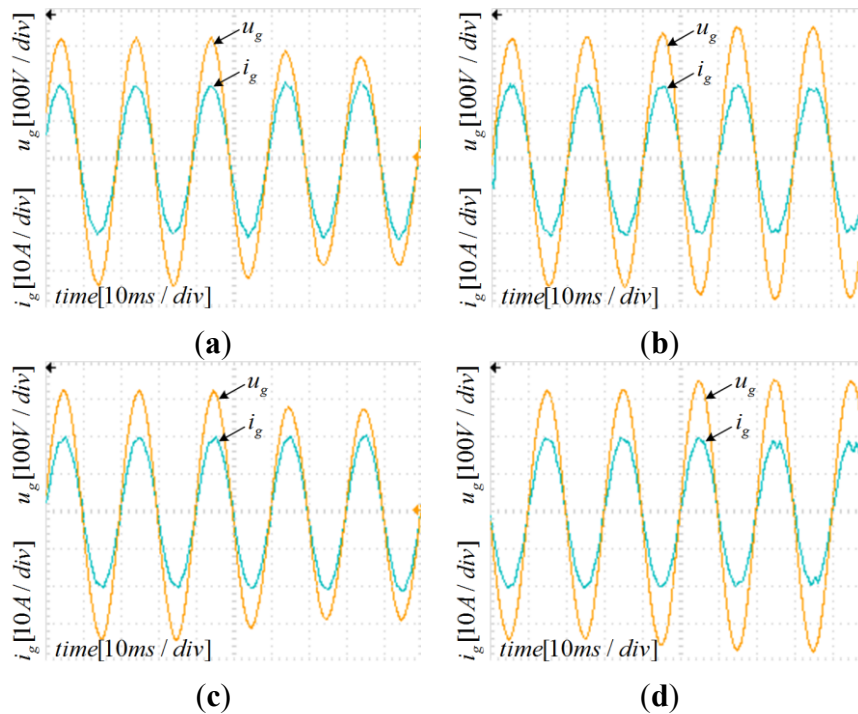 u_g [100V / div]
i_g [10A / div]
u_g
i_g
time[10ms / div]
(a)
u_g [100V / div]
i_g [10A / div]
u_g
i_g
time[10ms / div]
(b)
u_g [100V / div]
i_g [10A / div]
u_g
i_g
time[10ms / div]
(c)
u_g [100V / div]
i_g [10A / div]
u_g
i_g
time[10ms / div]
(d)